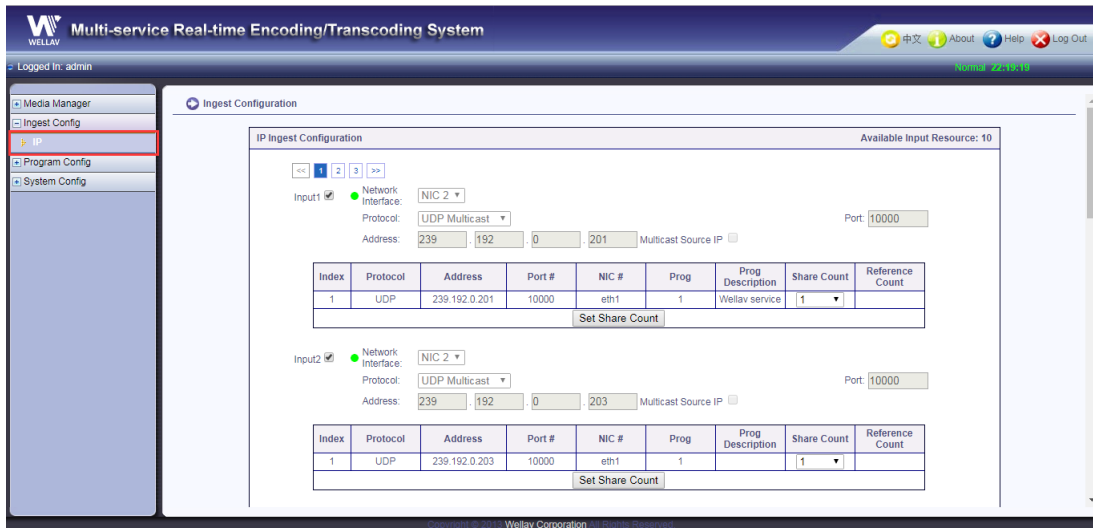 WELLAV
Multi-service Real-time Encoding/Transcoding System
中文 About Help Log Out
Logged In: admin
Normal 22:19:19
Media Manager
Ingest Config
IP
Program Config
System Config
Ingest Configuration
IP Ingest Configuration Available Input Resource: 10
<< 1 2 3 >>
Input1 Network Interface: NIC 2
Protocol: UDP Multicast Port: 10000
Address: 239 . 192 . 0 . 201 Multicast Source IP
Index Protocol Address Port # NIC # Prog Prog Description Share Count Reference Count
1 UDP 239.192.0.201 10000 eth1 1 Wellav service 1
Set Share Count
Input2 Network Interface: NIC 2
Protocol: UDP Multicast Port: 10000
Address: 239 . 192 . 0 . 203 Multicast Source IP
Index Protocol Address Port # NIC # Prog Prog Description Share Count Reference Count
1 UDP 239.192.0.203 10000 eth1 1 1
Set Share Count
Copyright © 2013 Wellav Corporation All Rights Reserved